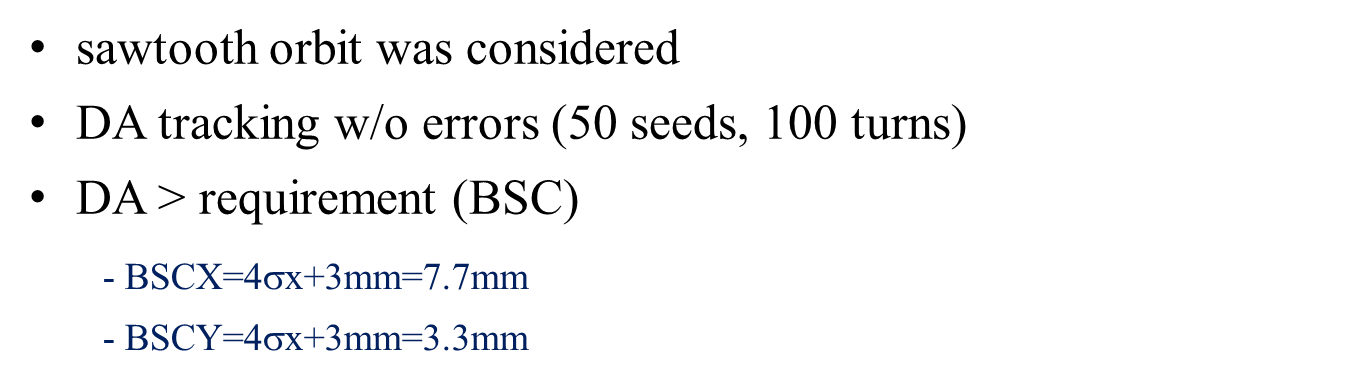 • sawtooth orbit was considered
• DA tracking w/o errors (50 seeds, 100 turns)
• DA > requirement (BSC)
- BSCX=4σx+3mm=7.7mm
- BSCY=4σx+3mm=3.3mm